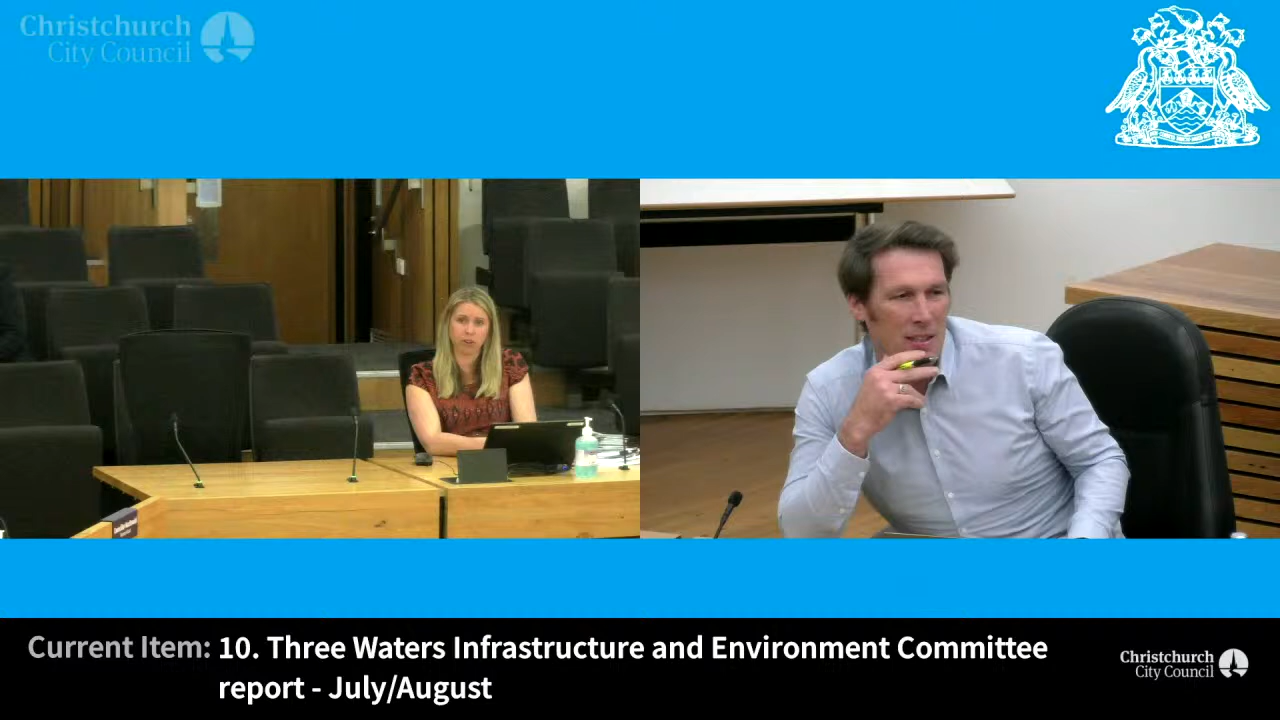 Christchurch
City Council
Current Item: 10. Three Waters Infrastructure and Environment Committee
report - July/August
Christchurch
City Council